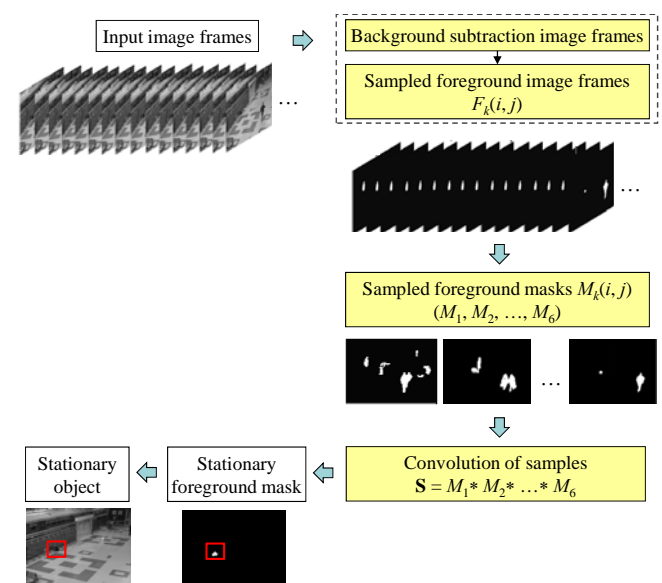 Input image frames
Background subtraction image frames
Sampled foreground image frames
F_k(i, j)
…
…
Sampled foreground masks M_k(i, j)
(M_1, M_2, …, M_6)
…
Convolution of samples
S = M_1* M_2* …* M_6
Stationary
foreground mask
Stationary
object